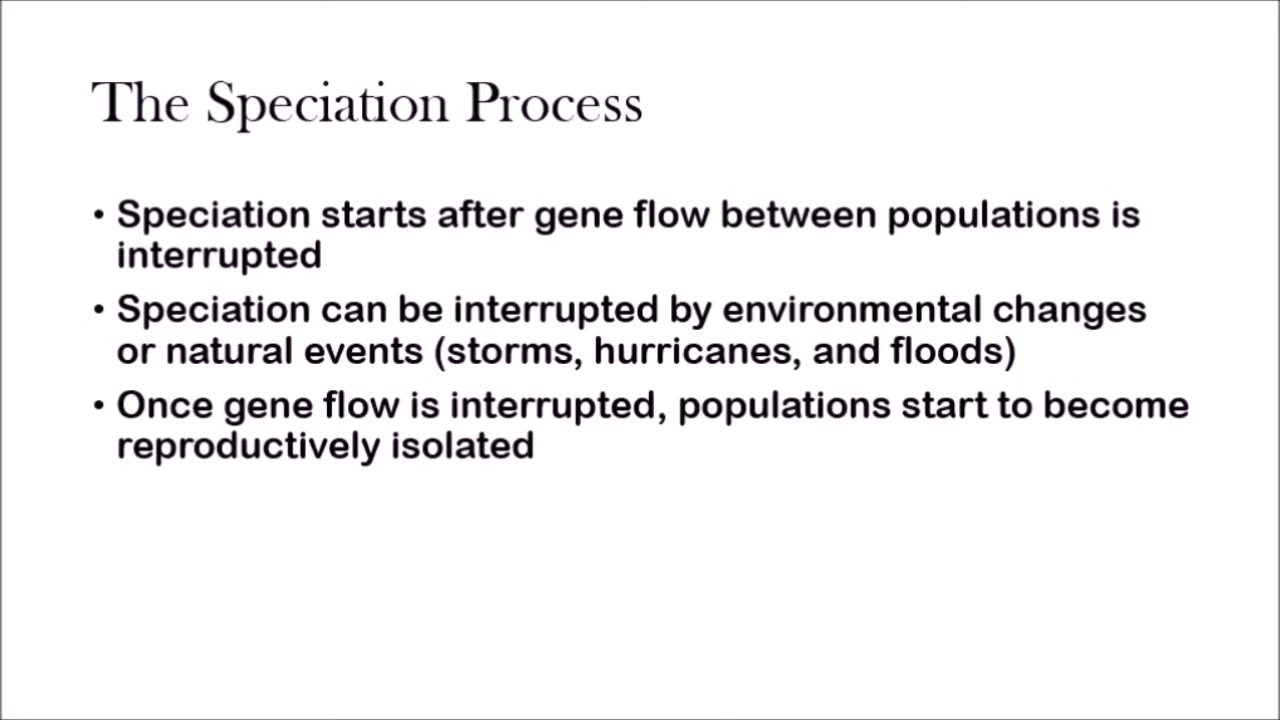 The Speciation Process
• Speciation starts after gene flow between populations is
interrupted
• Speciation can be interrupted by environmental changes
or natural events (storms, hurricanes, and floods)
• Once gene flow is interrupted, populations start to become
reproductively isolated